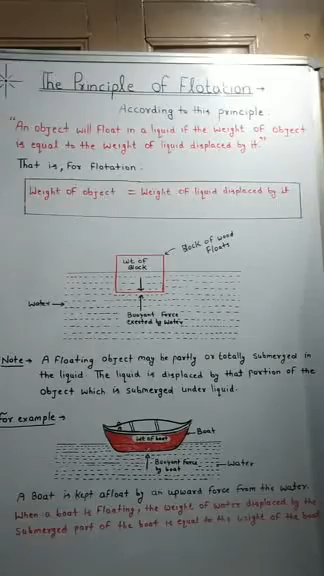 The Principle of Flotation →
According to this principle:
"An object will float in a liquid if the weight of object
is equal to the weight of liquid displaced by it."
That is, For flotation:
Weight of object = Weight of liquid displaced by it
Block of wood
Floats
Wt of
Block
Water
Buoyant Force
exerted by Water
Note → A Floating object may be partly or totally submerged in
the liquid. The liquid is displaced by that portion of the
object which is submerged under liquid.
For example →
Boat
Wt of boat
Buoyant Force
by boat
Water
A Boat is kept afloat by an upward force from the water.
When a boat is floating, the weight of water displaced by the
submerged part of the boat is equal to the weight of the boat